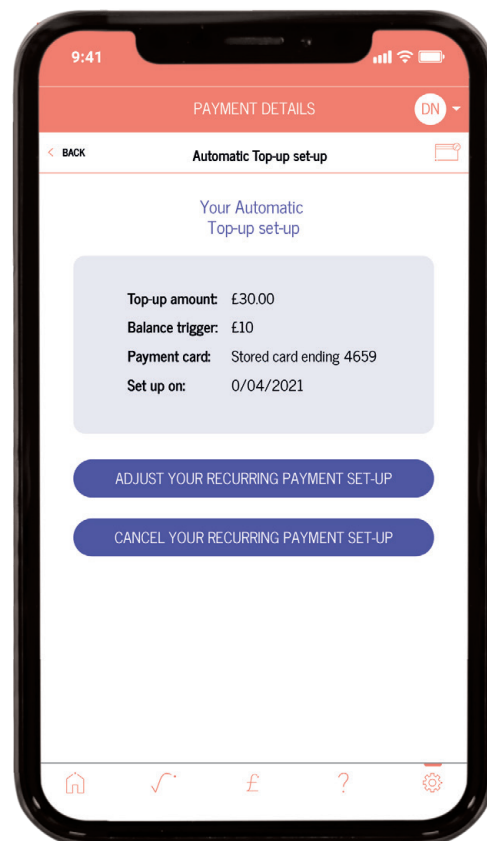 9:41
PAYMENT DETAILS
DN
< BACK
Automatic Top-up set-up
Your Automatic
Top-up set-up
Top-up amount: £30.00
Balance trigger: £10
Payment card: Stored card ending 4659
Set up on: 0/04/2021
ADJUST YOUR RECURRING PAYMENT SET-UP
CANCEL YOUR RECURRING PAYMENT SET-UP
£
?